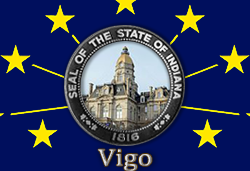 SEAL OF THE STATE OF INDIANA
1816
Vigo